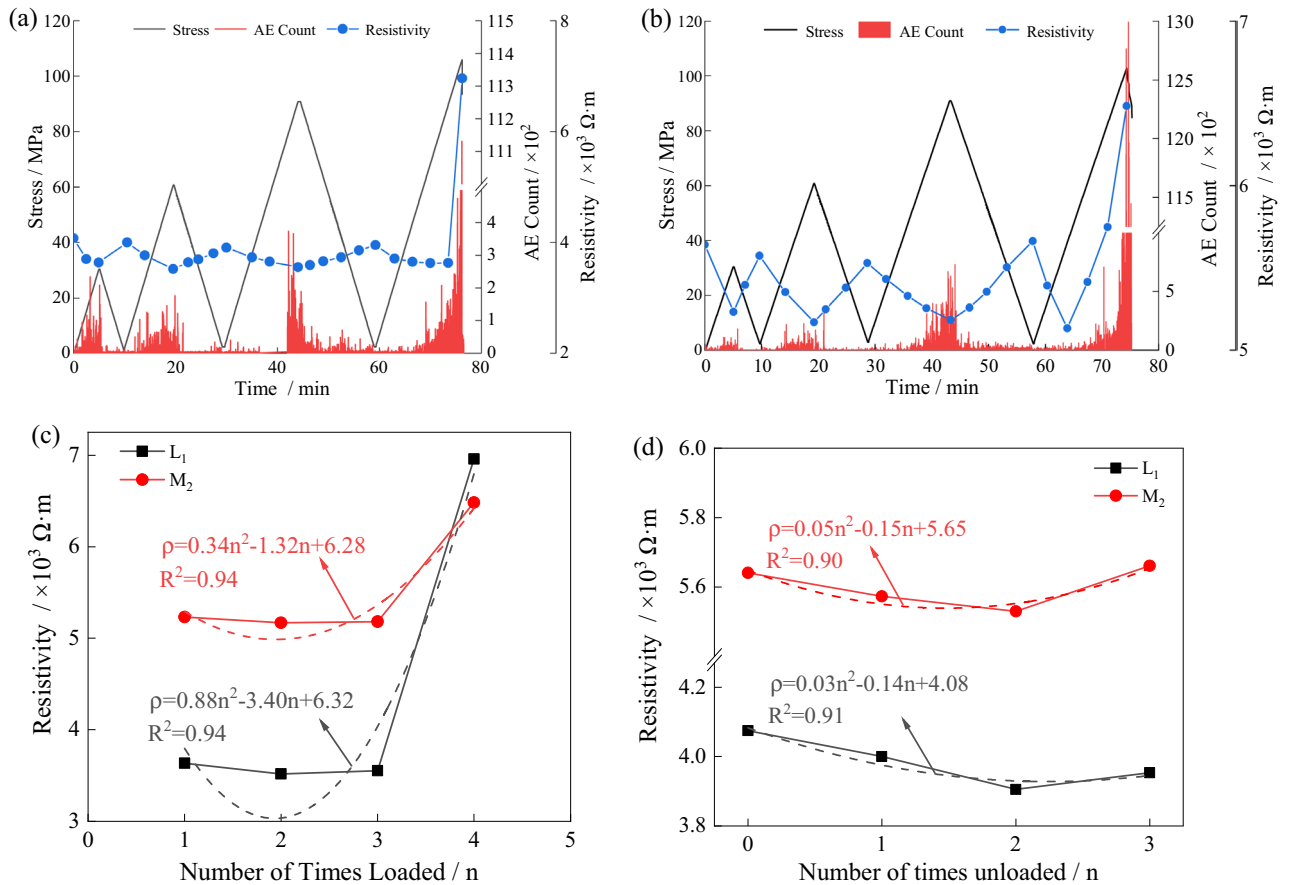 (a)
Stress
AE Count
Resistivity
120
100
80
60
40
20
0
Stress / MPa
0
20
40
60
80
Time / min
115
114
113
112
111
4
3
2
1
0
AE Count / ×10²
8
6
4
2
Resistivity / ×10³ Ω·m
(b)
Stress
AE Count
Resistivity
120
100
80
60
40
20
0
Stress / MPa
0
10
20
30
40
50
60
70
80
Time / min
130
125
120
115
5
0
AE Count / × 10²
7
6
5
Resistivity / ×10³ Ω·m
(c)
L₁
M₂
7
6
5
4
3
Resistivity / ×10³ Ω·m
ρ=0.34n²-1.32n+6.28
R²=0.94
ρ=0.88n²-3.40n+6.32
R²=0.94
0
1
2
3
4
5
Number of Times Loaded / n
(d)
L₁
M₂
6.0
5.8
5.6
4.2
4.0
3.8
Resistivity / ×10³ Ω·m
ρ=0.05n²-0.15n+5.65
R²=0.90
ρ=0.03n²-0.14n+4.08
R²=0.91
0
1
2
3
Number of times unloaded / n